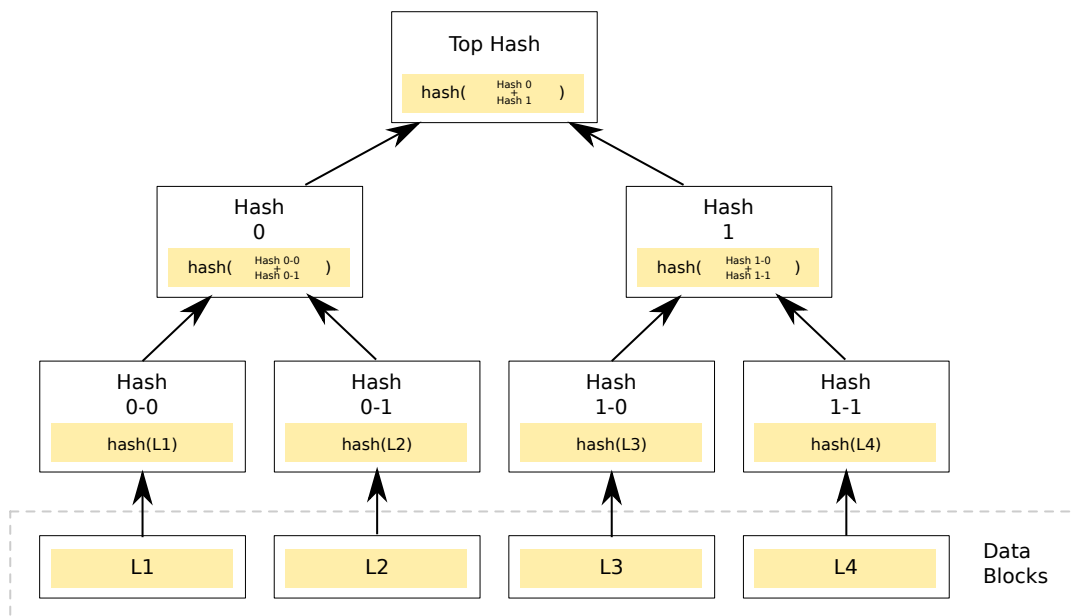 Top Hash
hash( Hash 0 + Hash 1 )
Hash
0
hash( Hash 0-0 + Hash 0-1 )
Hash
1
hash( Hash 1-0 + Hash 1-1 )
Hash
0-0
hash(L1)
Hash
0-1
hash(L2)
Hash
1-0
hash(L3)
Hash
1-1
hash(L4)
L1
L2
L3
L4
Data
Blocks